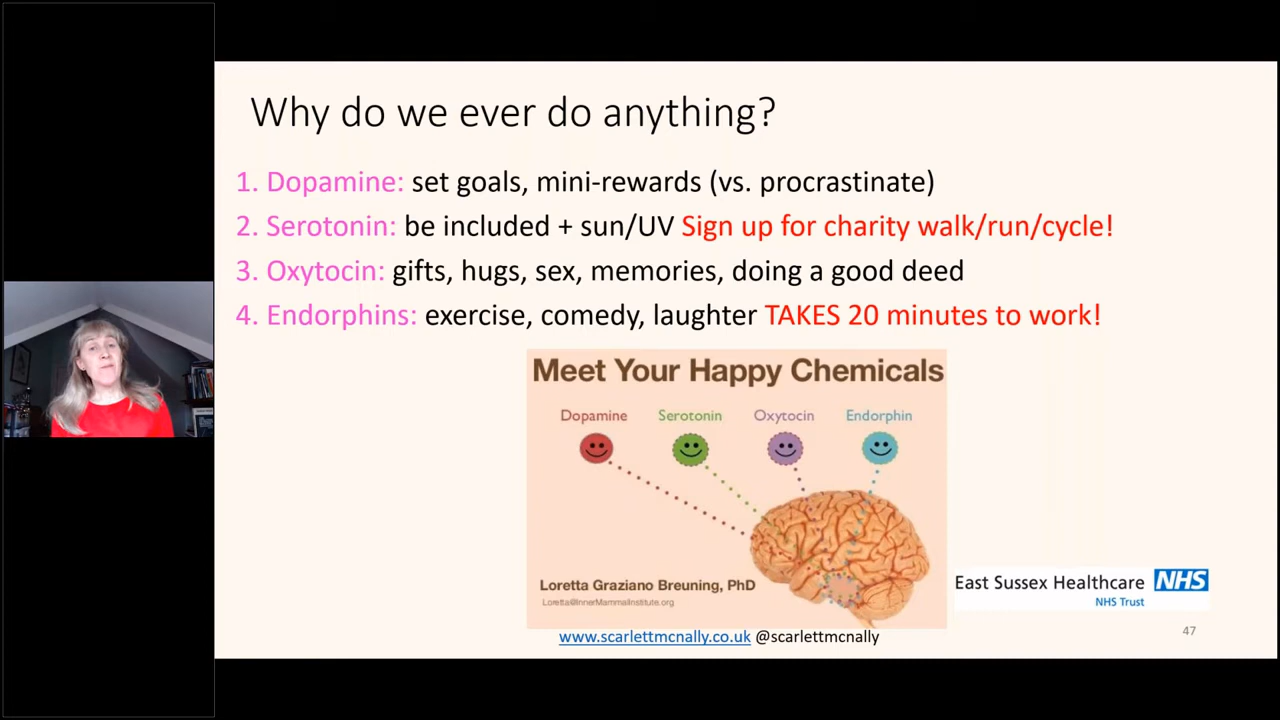 Why do we ever do anything?
1. Dopamine: set goals, mini-rewards (vs. procrastinate)
2. Serotonin: be included + sun/UV Sign up for charity walk/run/cycle!
3. Oxytocin: gifts, hugs, sex, memories, doing a good deed
4. Endorphins: exercise, comedy, laughter TAKES 20 minutes to work!
Meet Your Happy Chemicals
Dopamine Serotonin Oxytocin Endorphin
Loretta Graziano Breuning, PhD
Loretta@InnerMammalInstitute.org
East Sussex Healthcare NHS
NHS Trust
www.scarlettmcnally.co.uk @scarlettmcnally
47